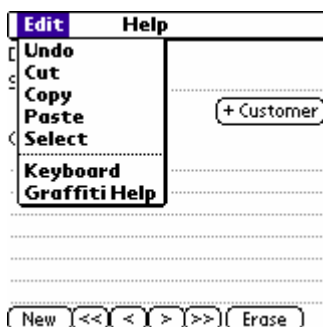 Edit Help
Undo
Cut
Copy
+ Customer
Paste
Select
Keyboard
Graffiti Help
New << < > >> Erase